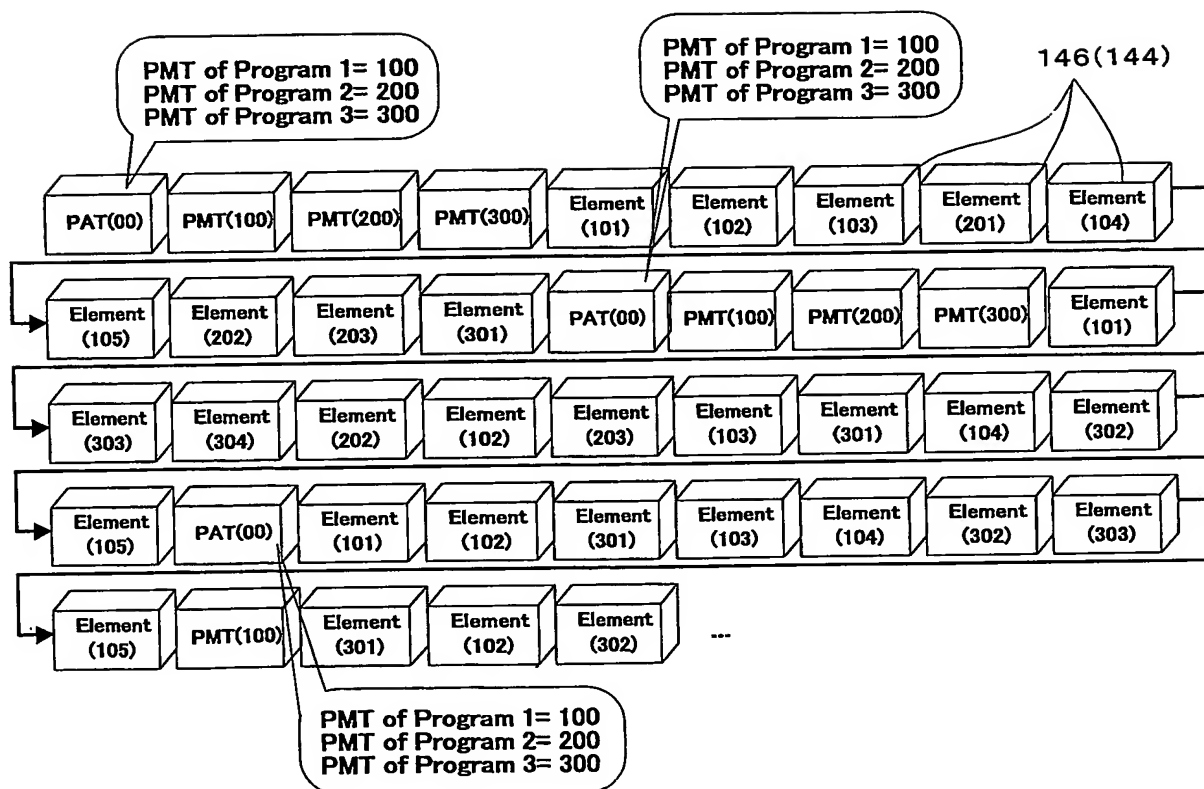 PMT of Program 1= 100
PMT of Program 2= 200
PMT of Program 3= 300
PMT of Program 1= 100
PMT of Program 2= 200
PMT of Program 3= 300
146(144)
PAT(00)
PMT(100)
PMT(200)
PMT(300)
Element
(101)
Element
(102)
Element
(103)
Element
(201)
Element
(104)
Element
(105)
Element
(202)
Element
(203)
Element
(301)
PAT(00)
PMT(100)
PMT(200)
PMT(300)
Element
(101)
Element
(303)
Element
(304)
Element
(202)
Element
(102)
Element
(203)
Element
(103)
Element
(301)
Element
(104)
Element
(302)
Element
(105)
PAT(00)
Element
(101)
Element
(102)
Element
(301)
Element
(103)
Element
(104)
Element
(302)
Element
(303)
Element
(105)
PMT(100)
Element
(301)
Element
(102)
Element
(302)
...
PMT of Program 1= 100
PMT of Program 2= 200
PMT of Program 3= 300